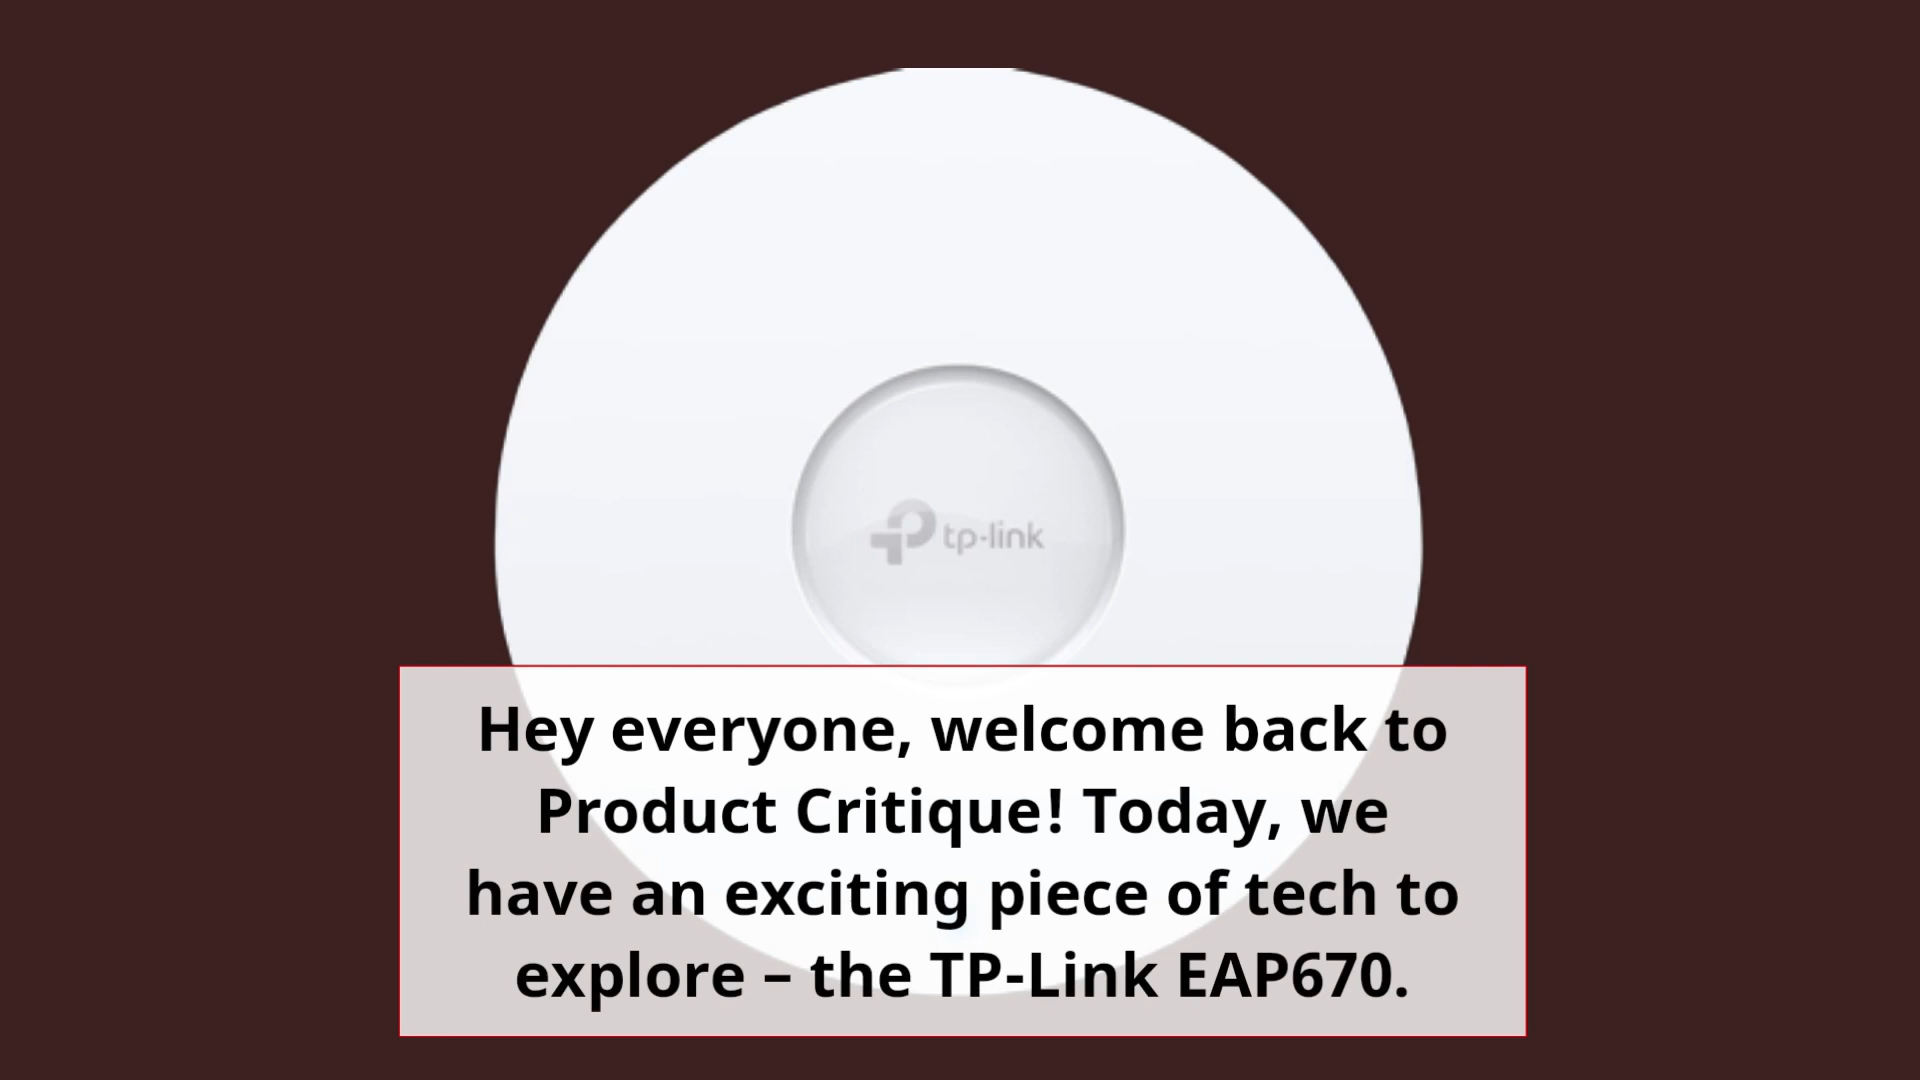 tp-link
Hey everyone, welcome back to
Product Critique! Today, we
have an exciting piece of tech to
explore – the TP-Link EAP670.